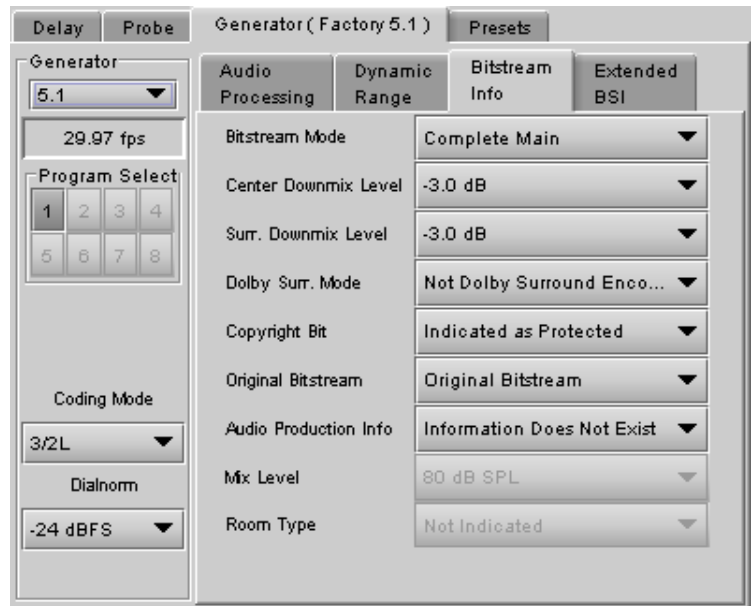 Delay
Probe
Generator ( Factory 5.1 )
Presets
Generator
5.1
29.97 fps
Program Select
1 2 3 4
5 6 7 8
Coding Mode
3/2L
Dialnorm
-24 dBFS
Audio
Processing
Dynamic
Range
Bitstream
Info
Extended
BSI
Bitstream Mode
Complete Main
Center Downmix Level
-3.0 dB
Surr. Downmix Level
-3.0 dB
Dolby Surr. Mode
Not Dolby Surround Enco...
Copyright Bit
Indicated as Protected
Original Bitstream
Original Bitstream
Audio Production Info
Information Does Not Exist
Mix Level
80 dB SPL
Room Type
Not Indicated